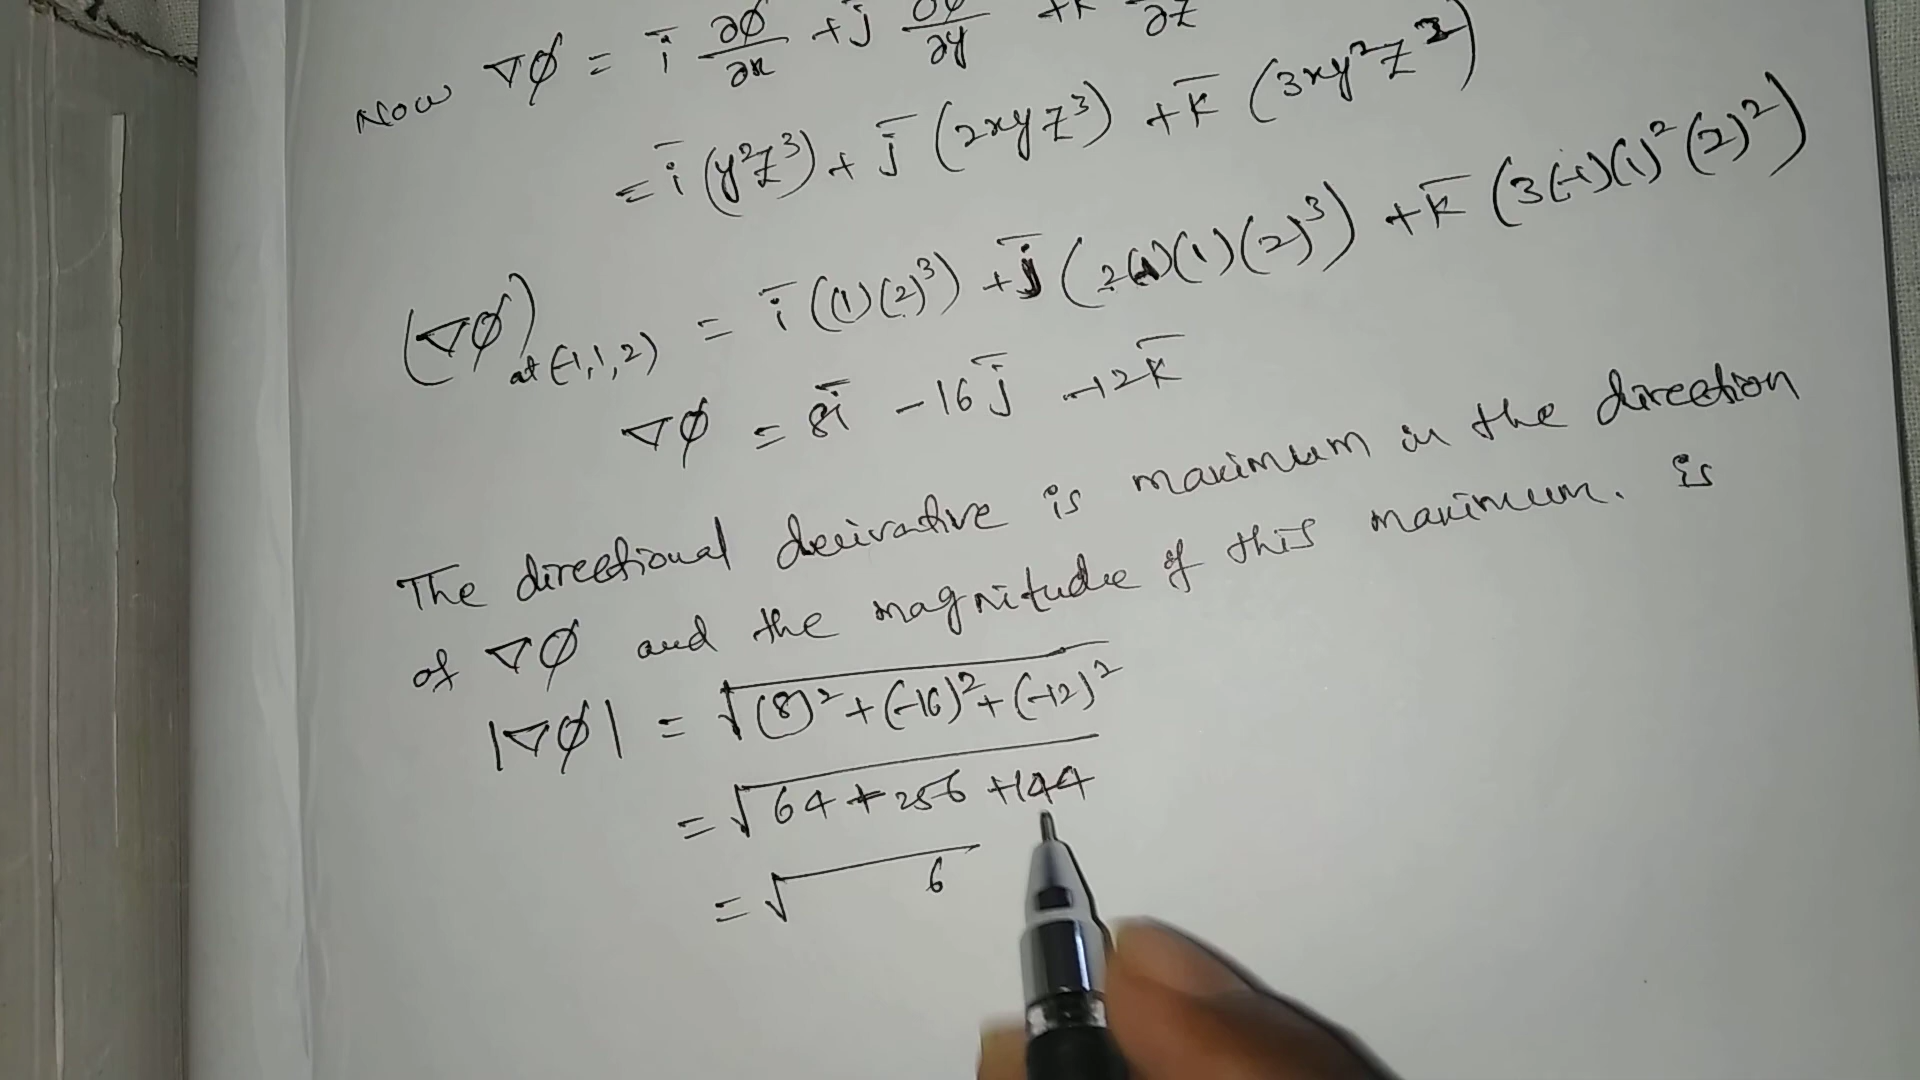 Now ∇φ = i̅ ∂φ/∂x + j̅ ∂φ/∂y + k̅ ∂z
= i̅ (y²z³) + j̅ (2xyz³) + k̅ (3xy²z²)
(∇φ) at (-1,1,2) = i̅ ((1)(2)³) + j̅ (2(-1)(1)(2)³) + k̅ (3(-1)(1)²(2)²)
∇φ = 8i̅ - 16j̅ - 12k̅
The directional derivative is maximum in the direction
of ∇φ and the magnitude of this maximum. is
|∇φ| = √(8)² + (-16)² + (-12)²
= √64 + 256 + 144
= √ 6